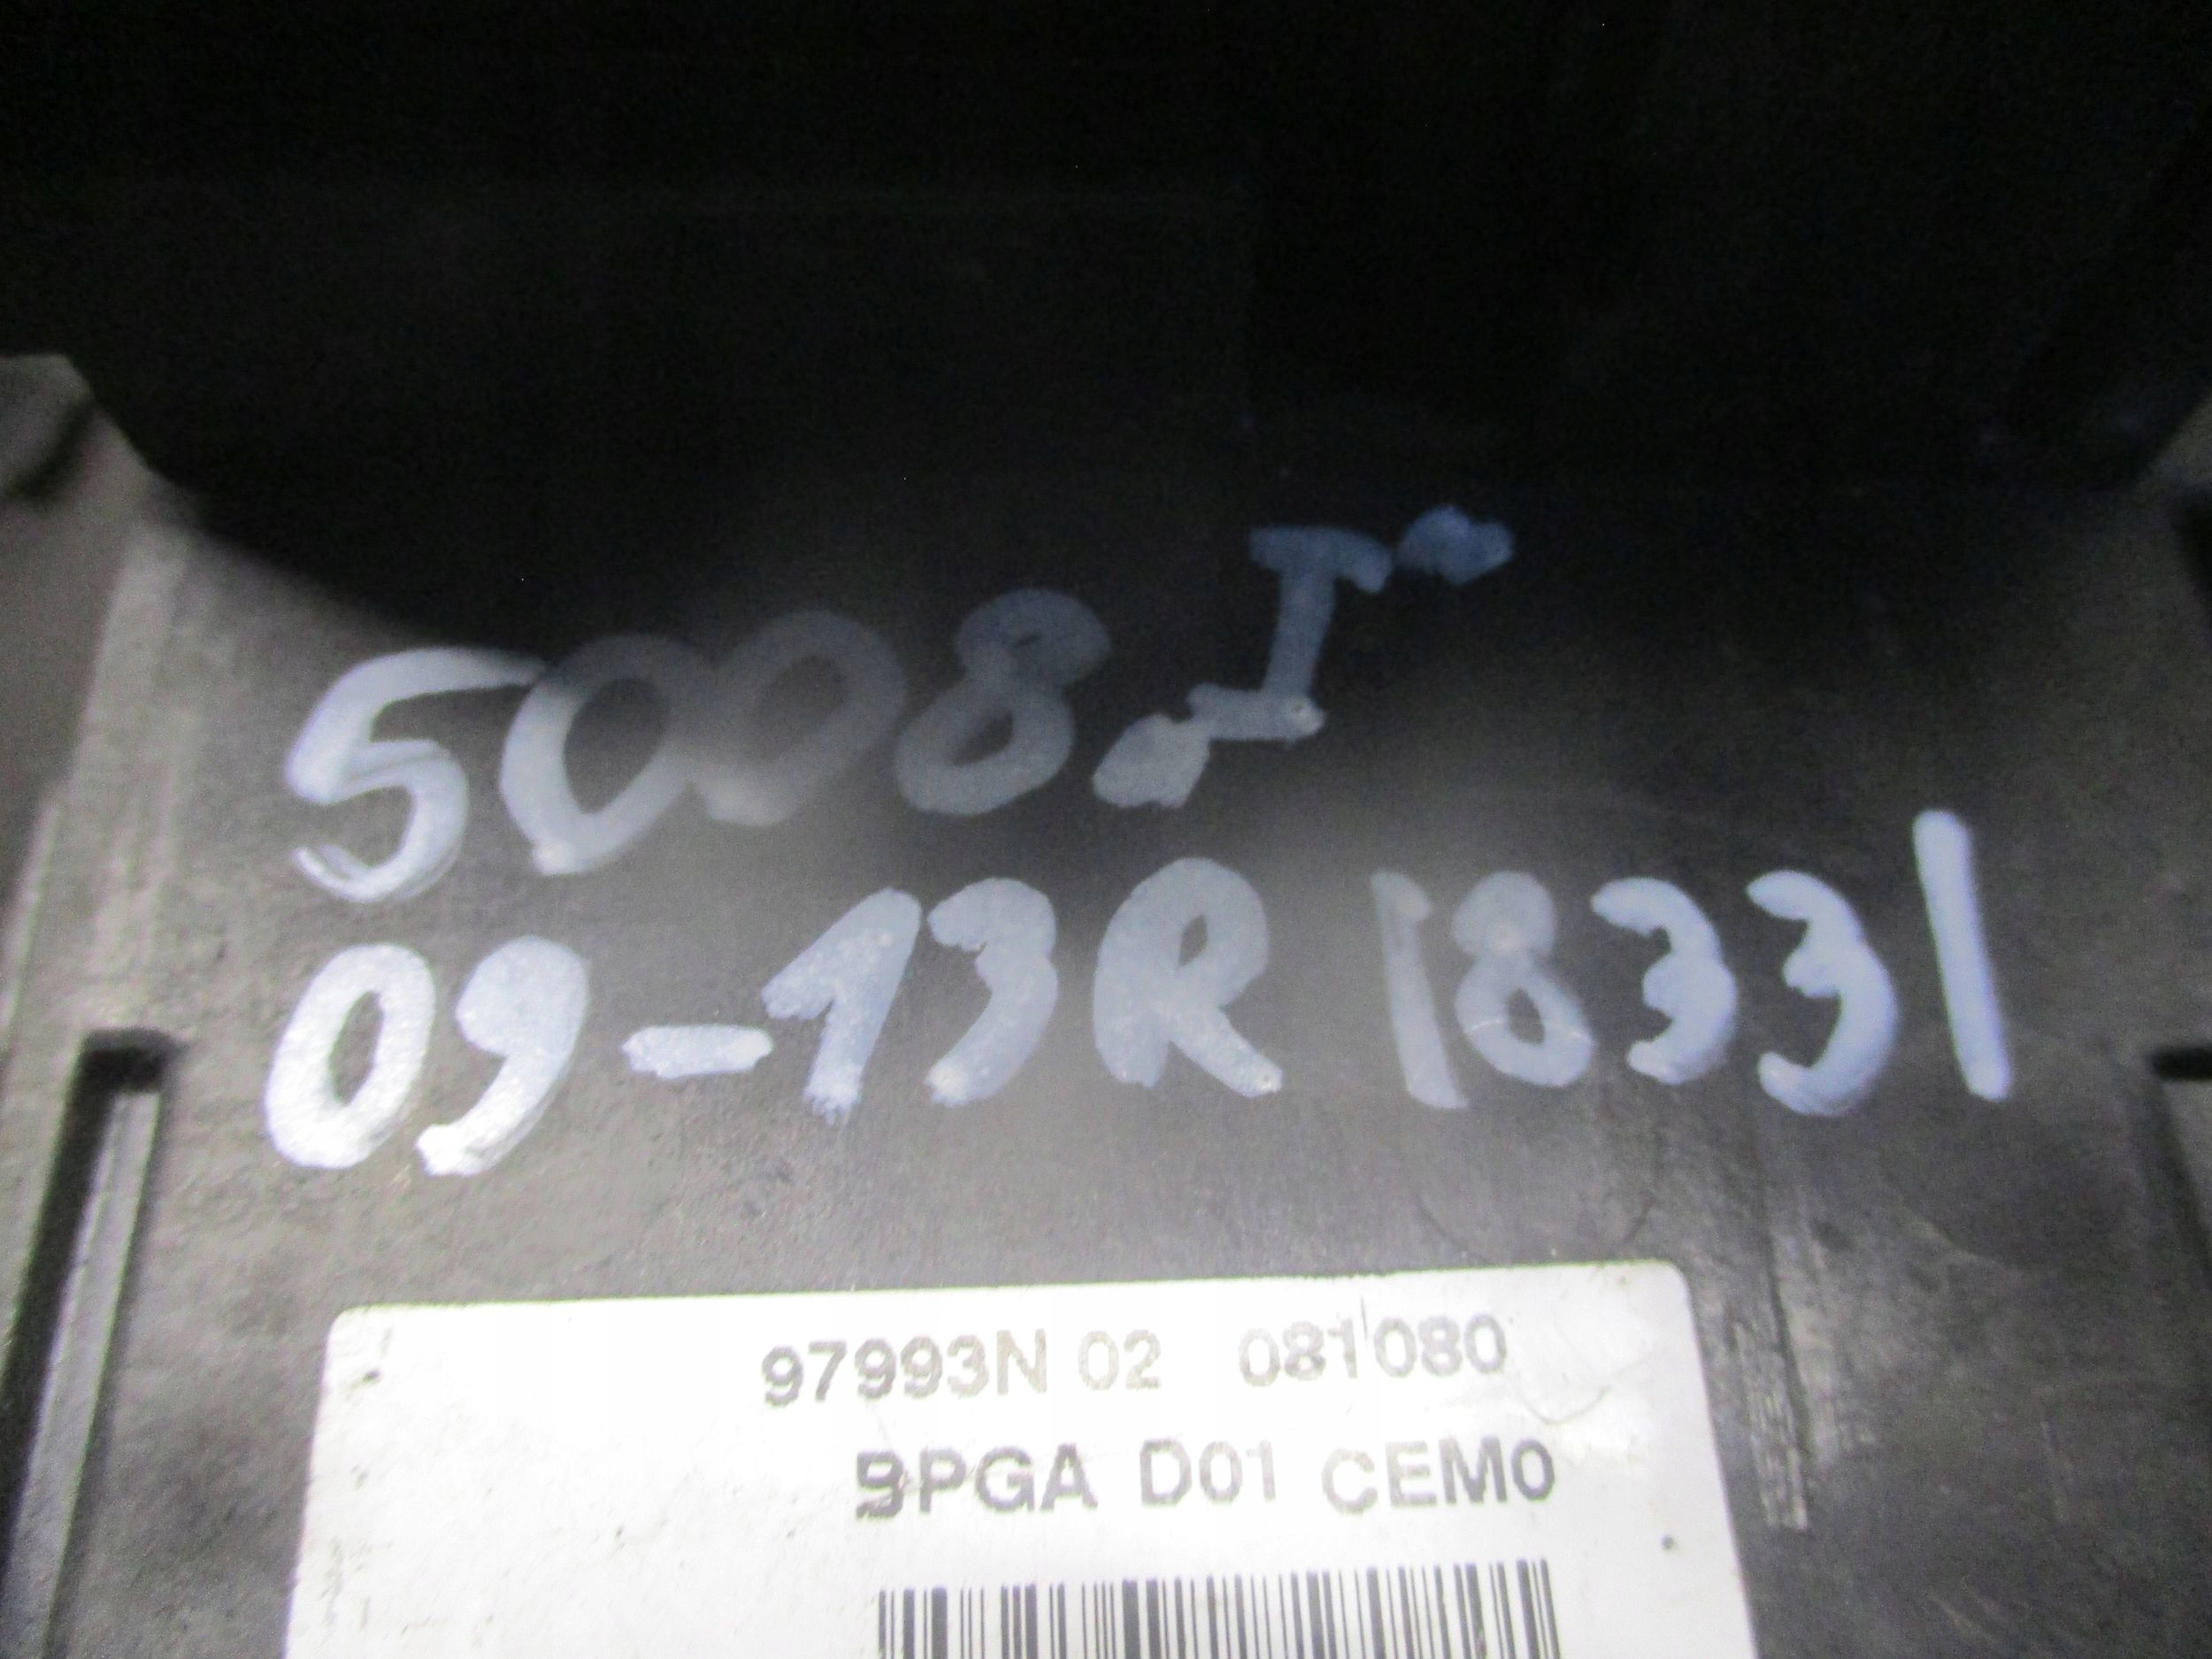 5008 I
09-13R 18331
97993N 02 081080
9PGA D01 CEM0